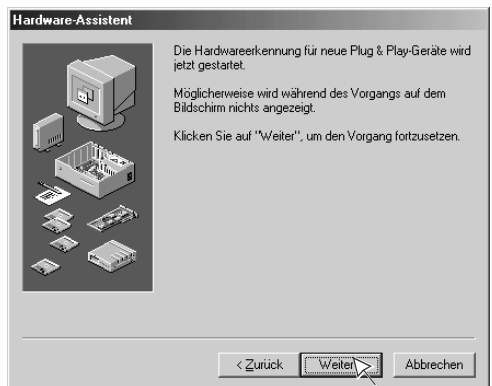 Hardware-Assistent
Die Hardwareerkennung für neue Plug & Play-Geräte wird
jetzt gestartet.
Möglicherweise wird während des Vorgangs auf dem
Bildschirm nichts angezeigt.
Klicken Sie auf "Weiter", um den Vorgang fortzusetzen.
< Zurück Weiter Abbrechen